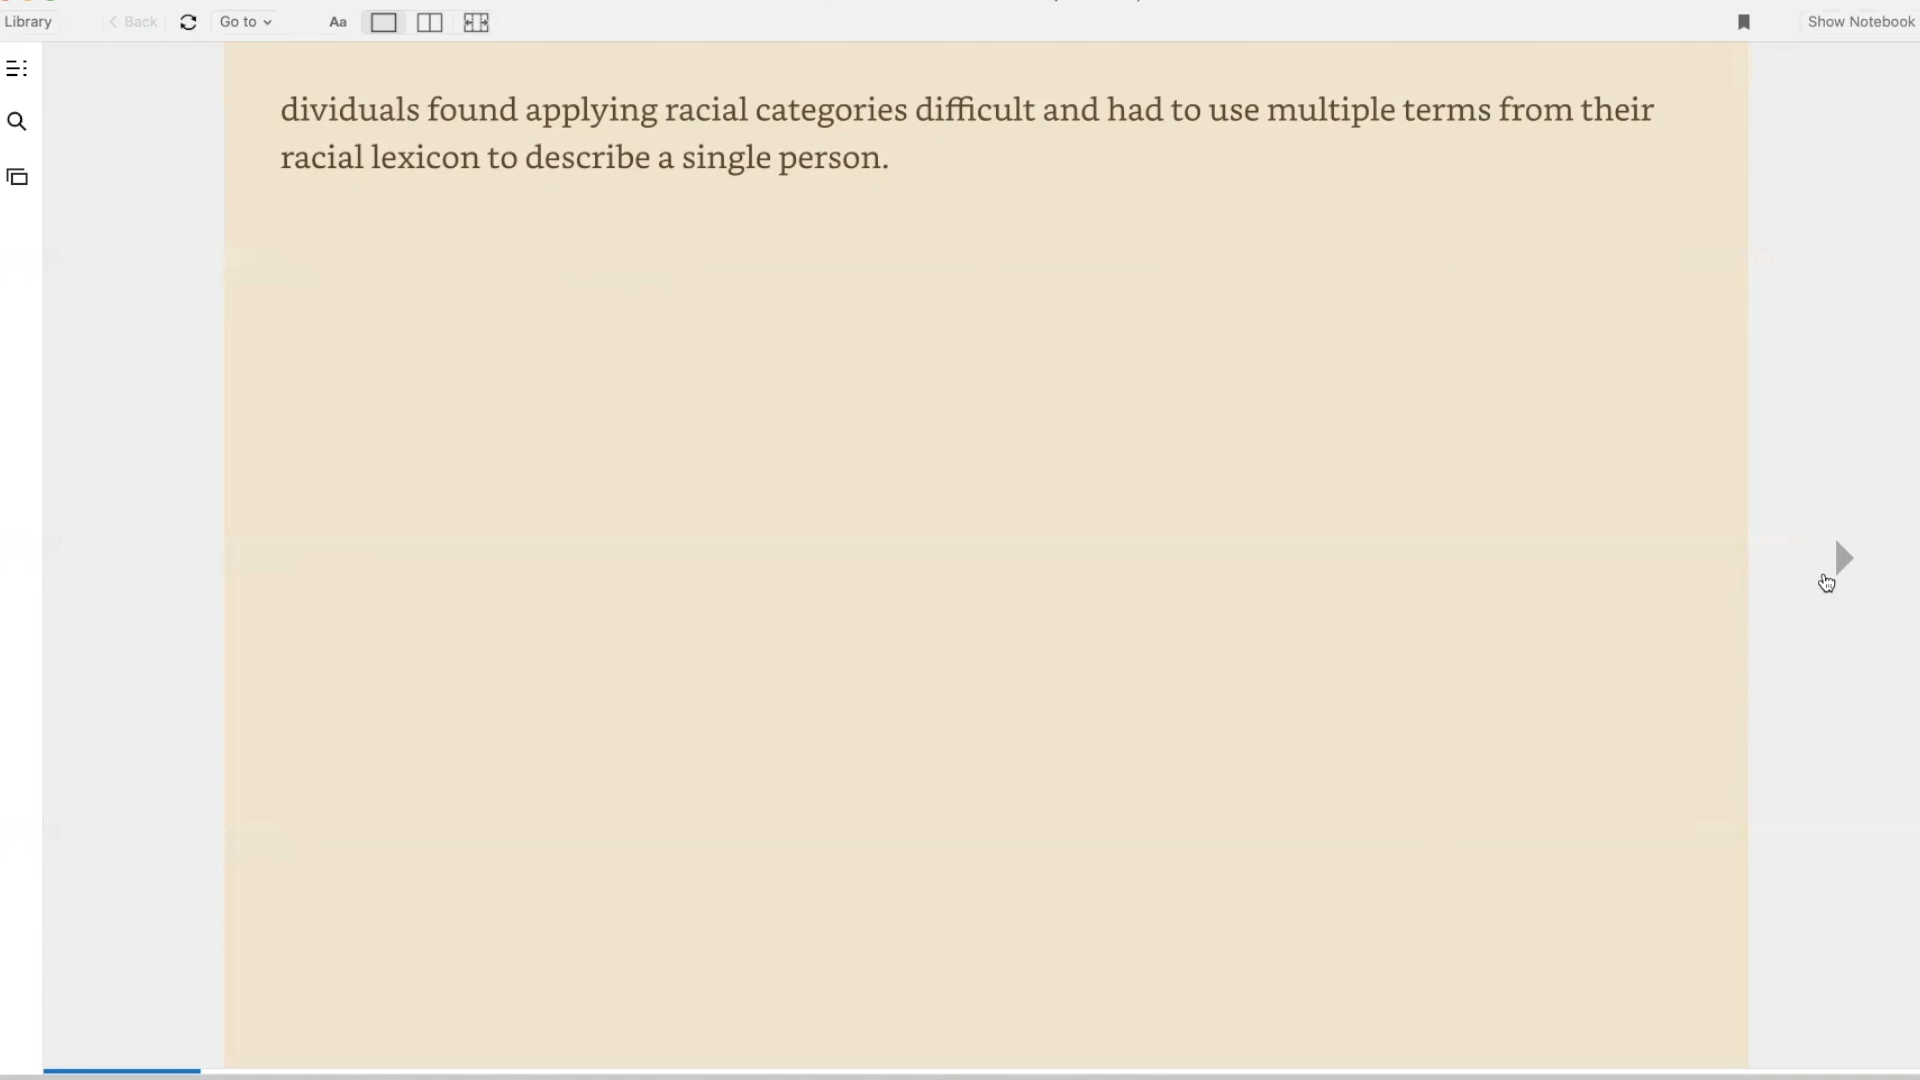 Library Back Go to Aa Show Notebook
dividuals found applying racial categories difficult and had to use multiple terms from their
racial lexicon to describe a single person.